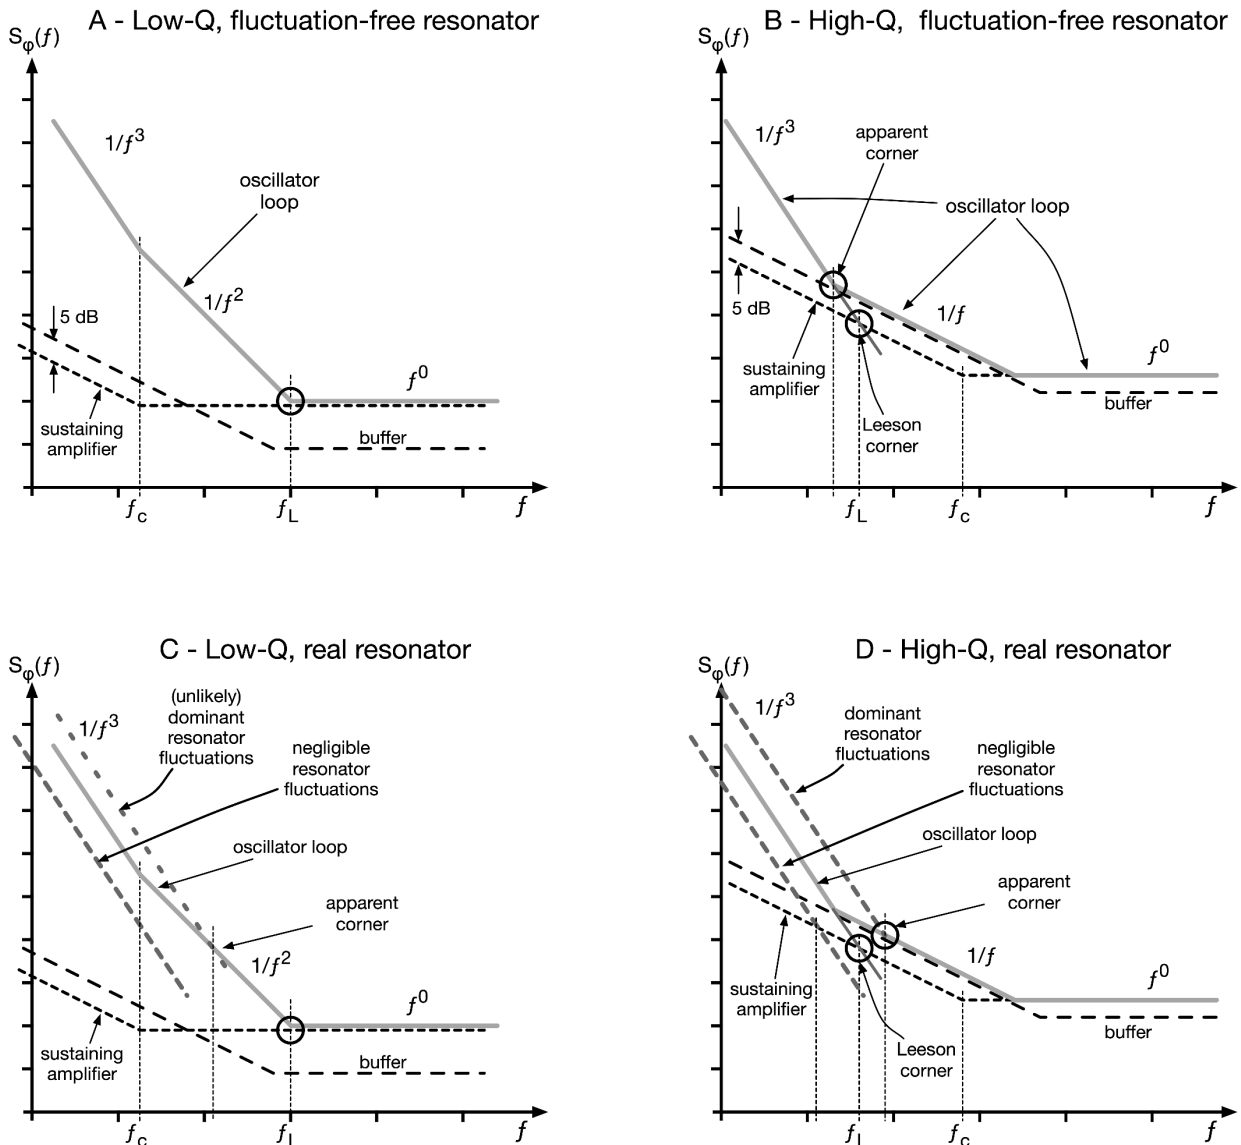 A - Low-Q, fluctuation-free resonator
Sφ(f)
1/f³
oscillator
loop
1/f²
5 dB
f⁰
sustaining
amplifier
buffer
fc
fL
f
B - High-Q, fluctuation-free resonator
Sφ(f)
1/f³
apparent
corner
oscillator loop
5 dB
1/f
f⁰
sustaining
amplifier
buffer
Leeson
corner
fL
fc
f
C - Low-Q, real resonator
Sφ(f)
(unlikely)
dominant
resonator
fluctuations
1/f³
negligible
resonator
fluctuations
oscillator loop
apparent
corner
1/f²
f⁰
sustaining
amplifier
buffer
fc
fL
f
D - High-Q, real resonator
Sφ(f)
1/f³
dominant
resonator
fluctuations
negligible
resonator
fluctuations
oscillator loop
apparent
corner
1/f
f⁰
sustaining
amplifier
buffer
Leeson
corner
fL
fc
f